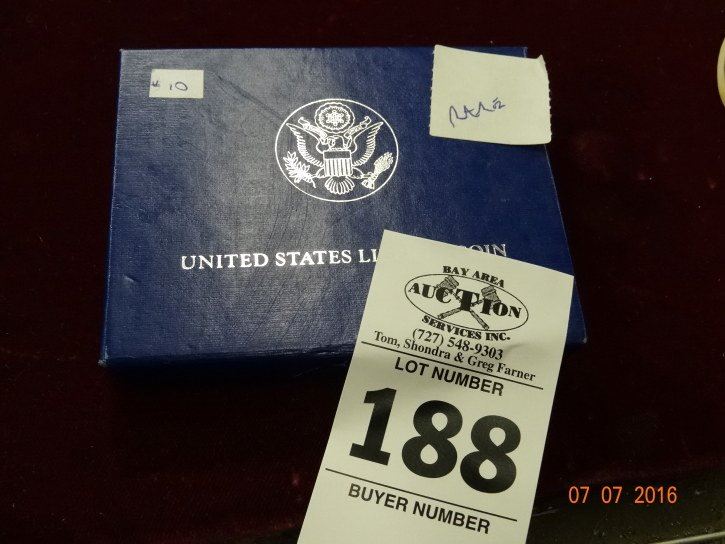 $ 10
UNITED STATES LI COIN
BAY AREA
AUCTION
SERVICES INC.
(727) 548-9303
Tom, Shondra & Greg Farner
LOT NUMBER
188
BUYER NUMBER
07 07 2016